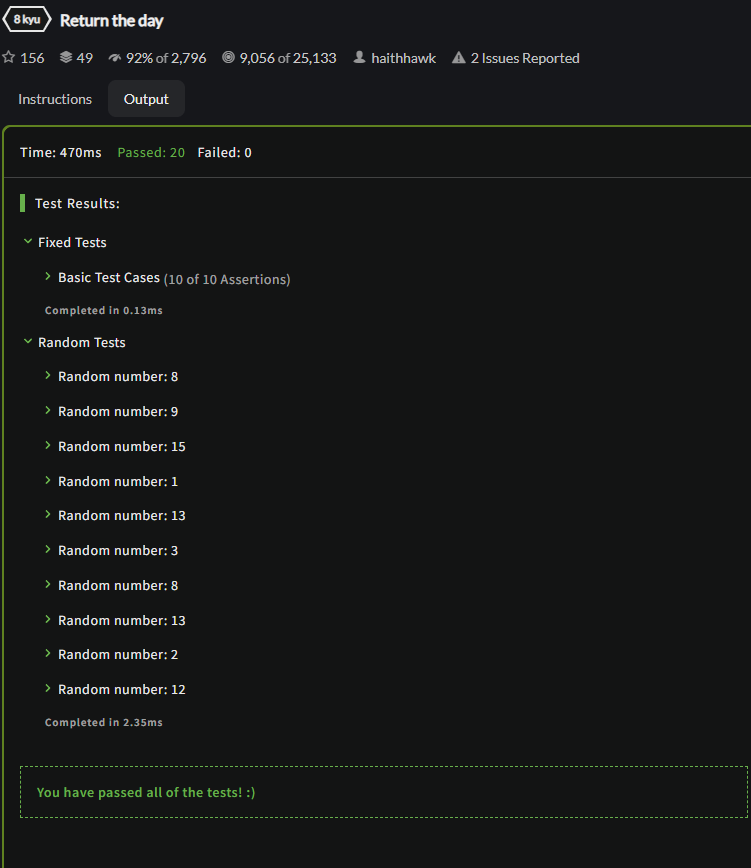 8 kyu Return the day
156 49 92% of 2,796 9,056 of 25,133 haithhawk 2 Issues Reported
Instructions Output
Time: 470ms Passed: 20 Failed: 0
Test Results:
Fixed Tests
Basic Test Cases (10 of 10 Assertions)
Completed in 0.13ms
Random Tests
Random number: 8
Random number: 9
Random number: 15
Random number: 1
Random number: 13
Random number: 3
Random number: 8
Random number: 13
Random number: 2
Random number: 12
Completed in 2.35ms
You have passed all of the tests! :)